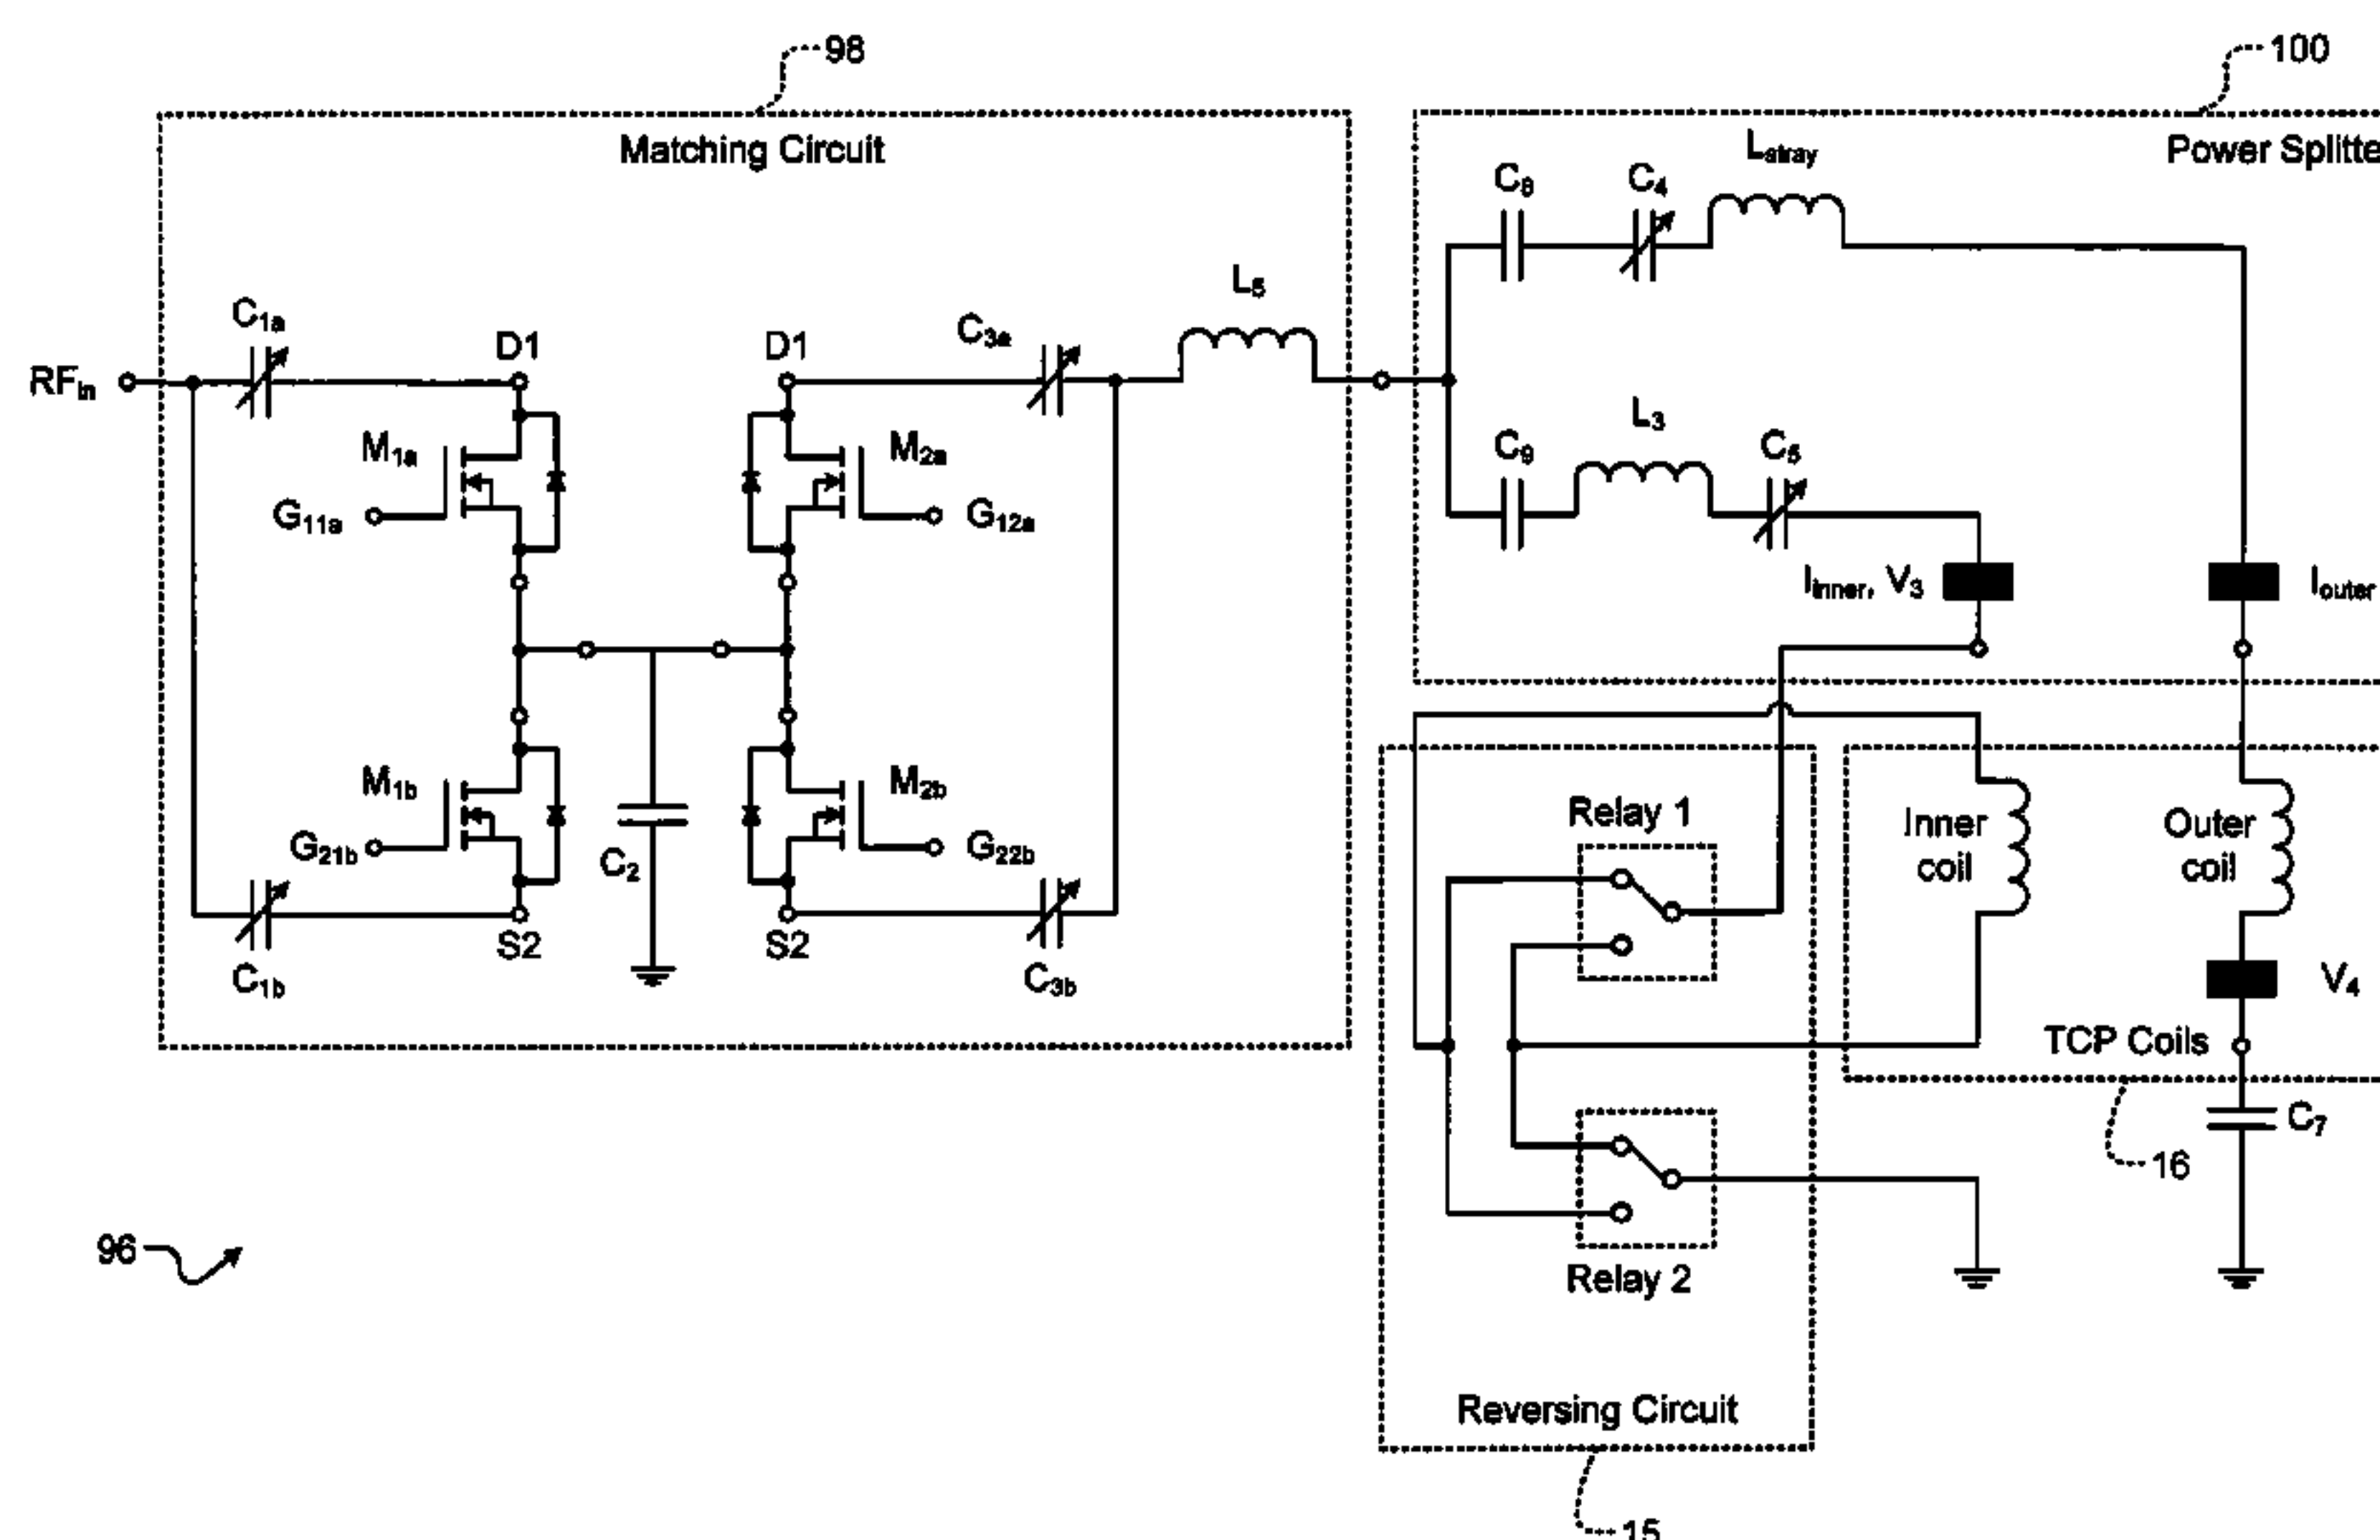 98
100
Matching Circuit
Power Splitte
Lstray
C8
C4
L5
C1a
D1
D1
C3a
RFin
L3
M1a
M2a
C9
C5
G11a
G12a
Iinner, V3
Iouter
M1b
M2b
Relay 1
Inner coil
Outer coil
G21b
C2
G22b
S2
S2
C1b
C3b
V4
TCP Coils
C7
16
96
Relay 2
Reversing Circuit
15